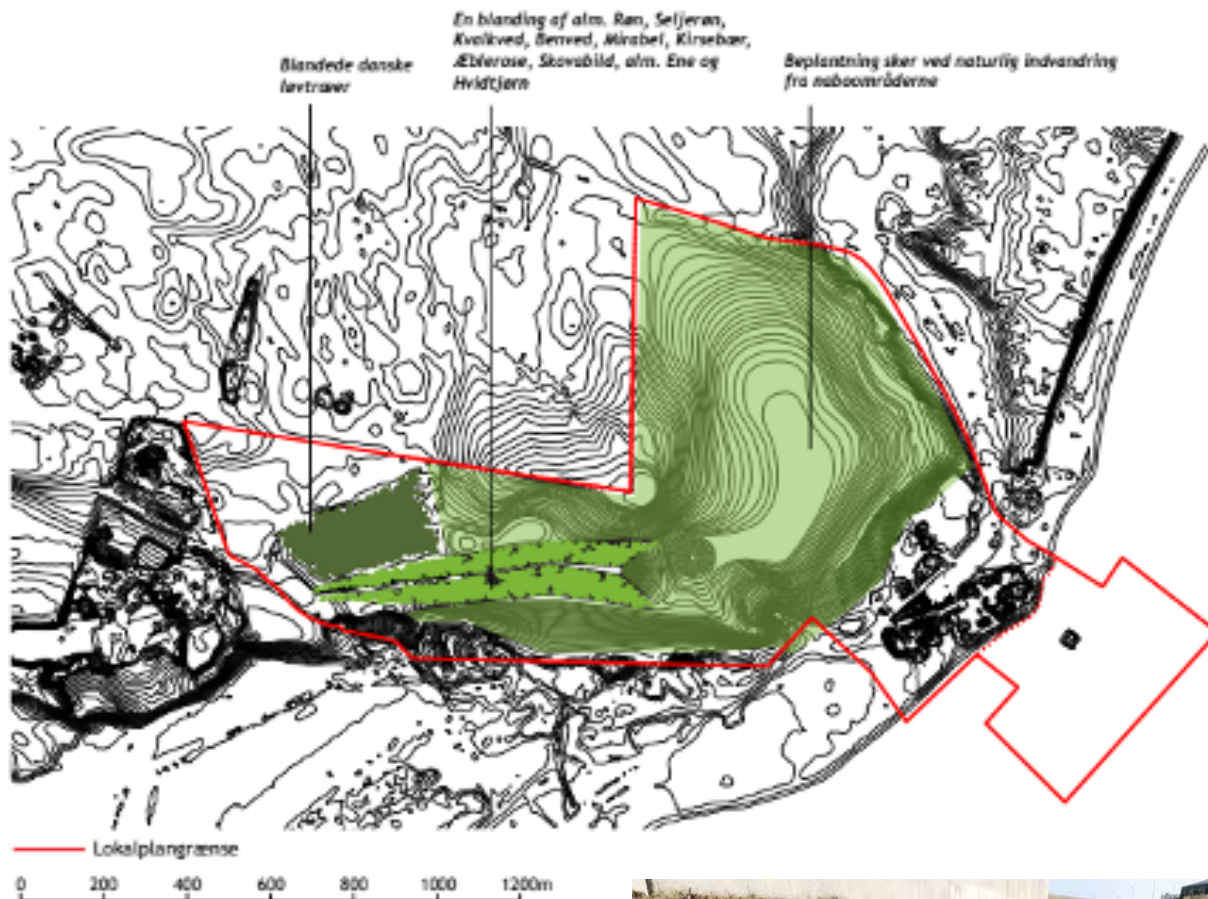 En blanding af alm. Røn, Seljerøn,
Kvalkved, Benved, Mirabel, Kirsebær,
Æblerose, Skovabild, alm. Ene og
Hvidtjørn
Blandede danske
løvtræer
Beplantning sker ved naturlig indvandring
fra naboområderne
Lokalplangrænse
0 200 400 600 800 1000 1200m